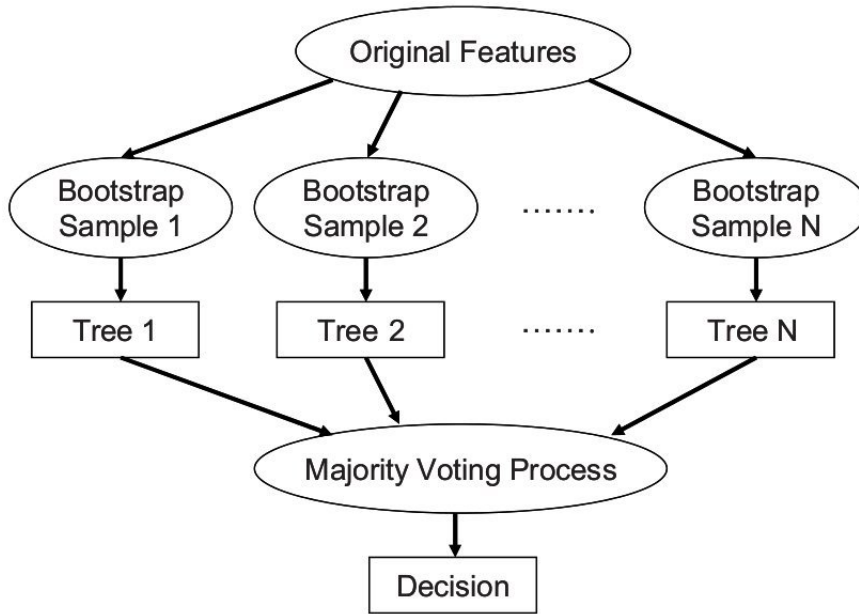 Original Features
Bootstrap
Sample 1
Bootstrap
Sample 2
.......
Bootstrap
Sample N
Tree 1
Tree 2
.......
Tree N
Majority Voting Process
Decision